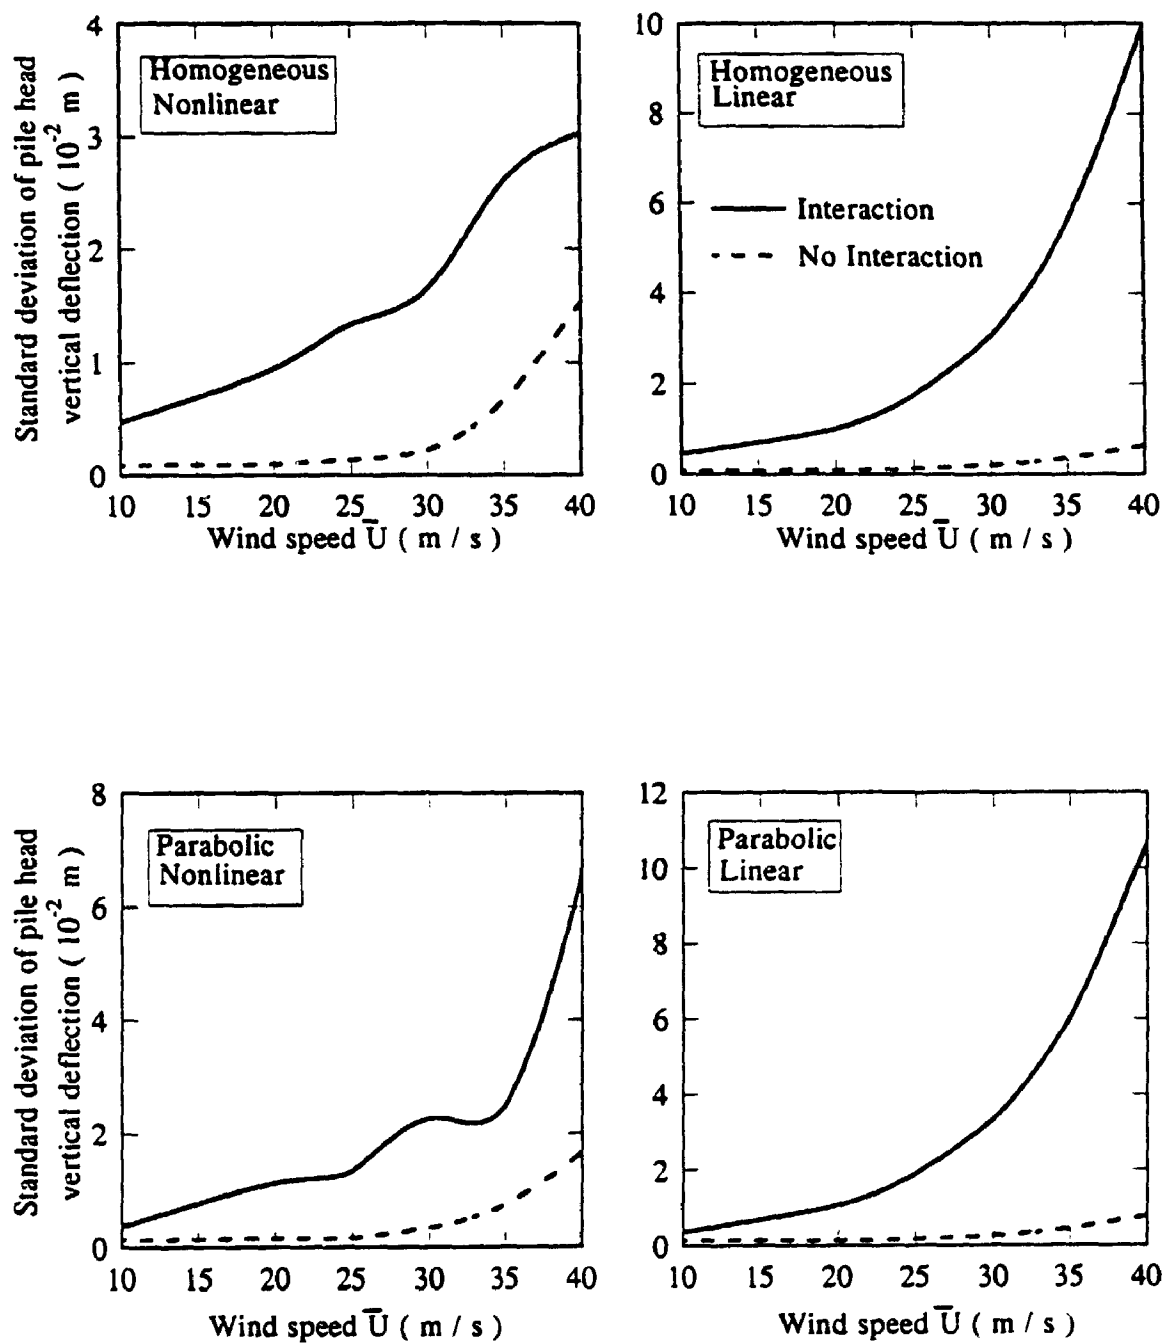 Standard deviation of pile head
vertical deflection ( 10-2 m )
4
3
2
1
0
Homogeneous
Nonlinear
10 15 20 25 30 35 40
Wind speed Ū ( m / s )
10
8
6
4
2
0
Homogeneous
Linear
Interaction
No Interaction
10 15 20 25 30 35 40
Wind speed Ū ( m / s )
Standard deviation of pile head
vertical deflection ( 10-2 m )
8
6
4
2
0
Parabolic
Nonlinear
10 15 20 25 30 35 40
Wind speed Ū ( m / s )
12
10
8
6
4
2
0
Parabolic
Linear
10 15 20 25 30 35 40
Wind speed Ū ( m / s )